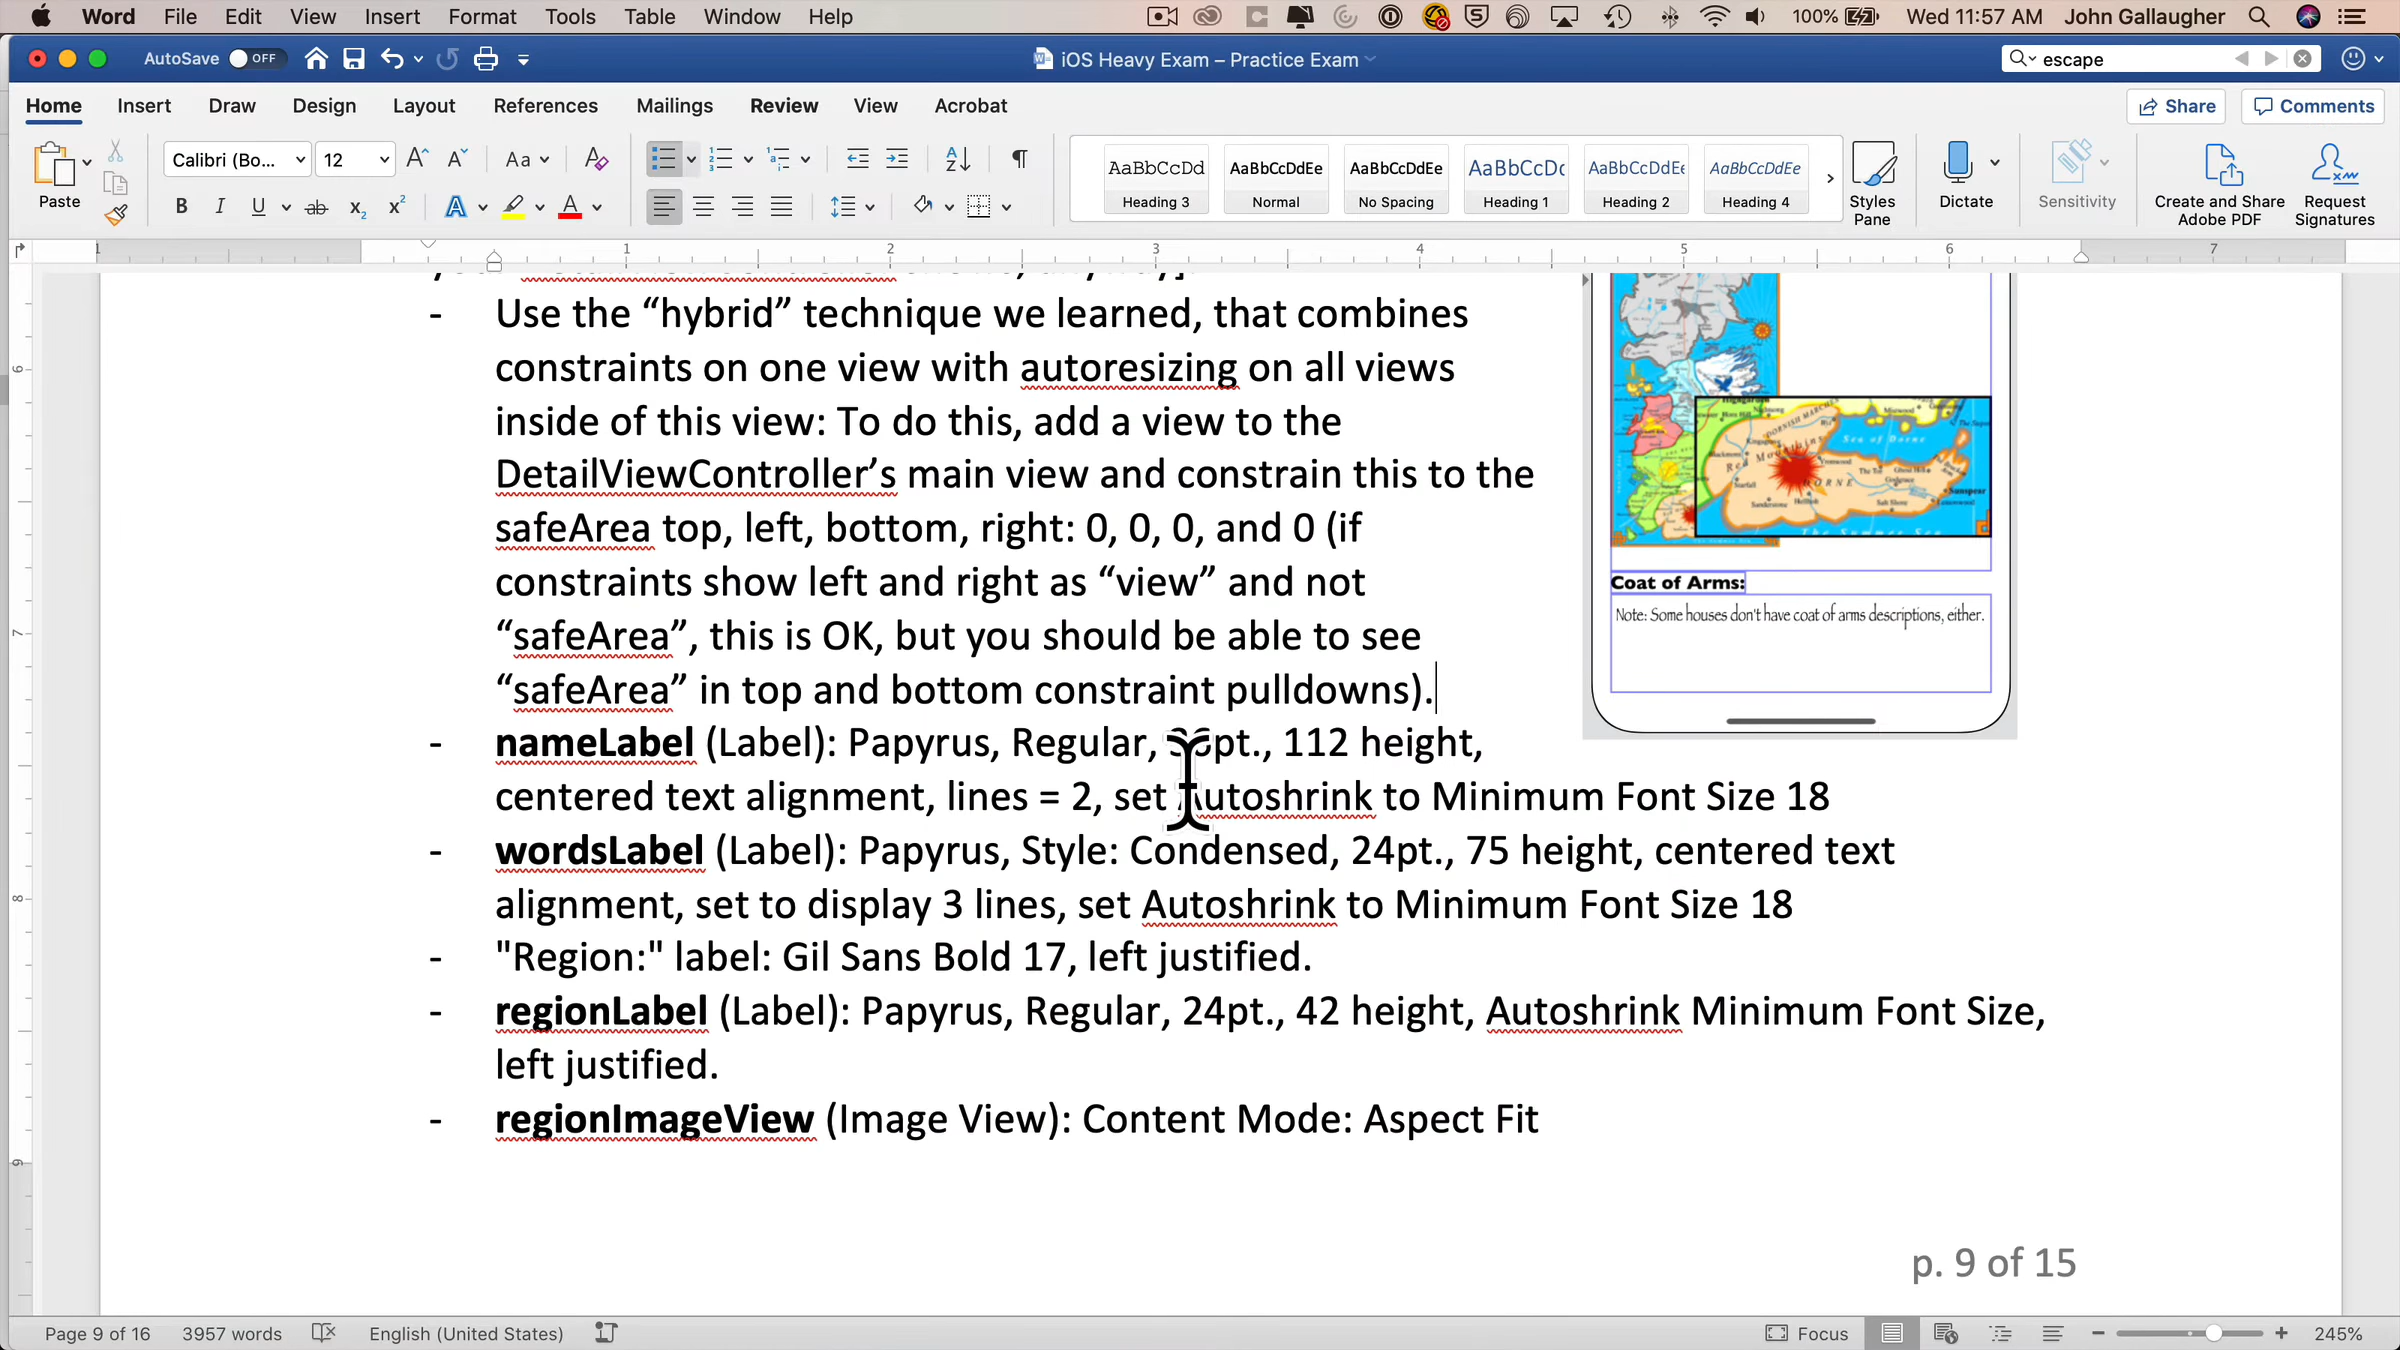 Word File Edit View Insert Format Tools Table Window Help 100% Wed 11:57 AM John Gallaugher
AutoSave OFF iOS Heavy Exam – Practice Exam escape
Home Insert Draw Design Layout References Mailings Review View Acrobat Share Comments
Paste
Calibri (Bo... 12
AaBbCcDd AaBbCcDdEe AaBbCcDdEe AaBbCcDc AaBbCcDdEe AaBbCcDdEe
Heading 3 Normal No Spacing Heading 1 Heading 2 Heading 4
Styles Pane
Dictate
Sensitivity
Create and Share Adobe PDF
Request Signatures
1 1 2 3 4 5 6 7
- Use the “hybrid” technique we learned, that combines
constraints on one view with autoresizing on all views
inside of this view: To do this, add a view to the
DetailViewController’s main view and constrain this to the
safeArea top, left, bottom, right: 0, 0, 0, and 0 (if
constraints show left and right as “view” and not
“safeArea”, this is OK, but you should be able to see
“safeArea” in top and bottom constraint pulldowns).
- nameLabel (Label): Papyrus, Regular, 112 height,
centered text alignment, lines = 2, set Autoshrink to Minimum Font Size 18
- wordsLabel (Label): Papyrus, Style: Condensed, 24pt., 75 height, centered text
alignment, set to display 3 lines, set Autoshrink to Minimum Font Size 18
- "Region:" label: Gil Sans Bold 17, left justified.
- regionLabel (Label): Papyrus, Regular, 24pt., 42 height, Autoshrink Minimum Font Size,
left justified.
- regionImageView (Image View): Content Mode: Aspect Fit
Coat of Arms:
Note: Some houses don't have coat of arms descriptions, either.
p. 9 of 15
Page 9 of 16 3957 words English (United States) Focus 245%